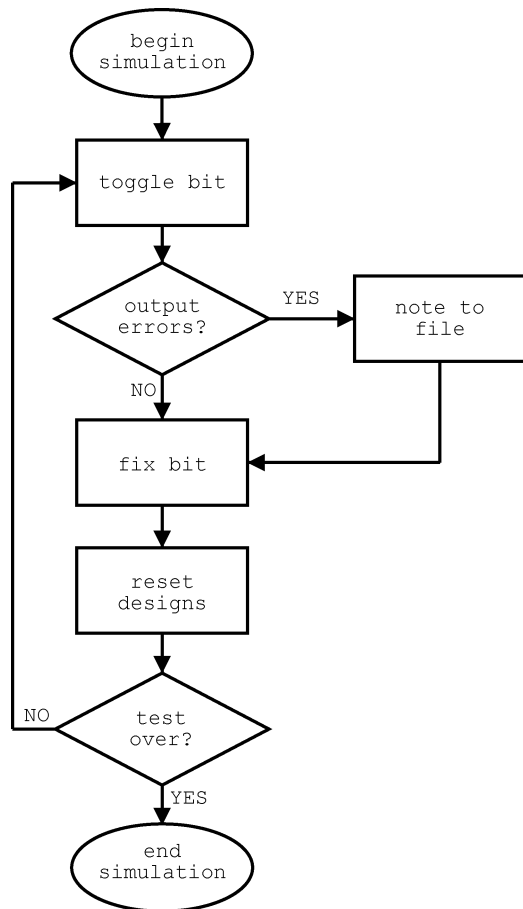 begin
simulation
toggle bit
output
errors?
YES
note to
file
NO
fix bit
reset
designs
test
over?
NO
YES
end
simulation